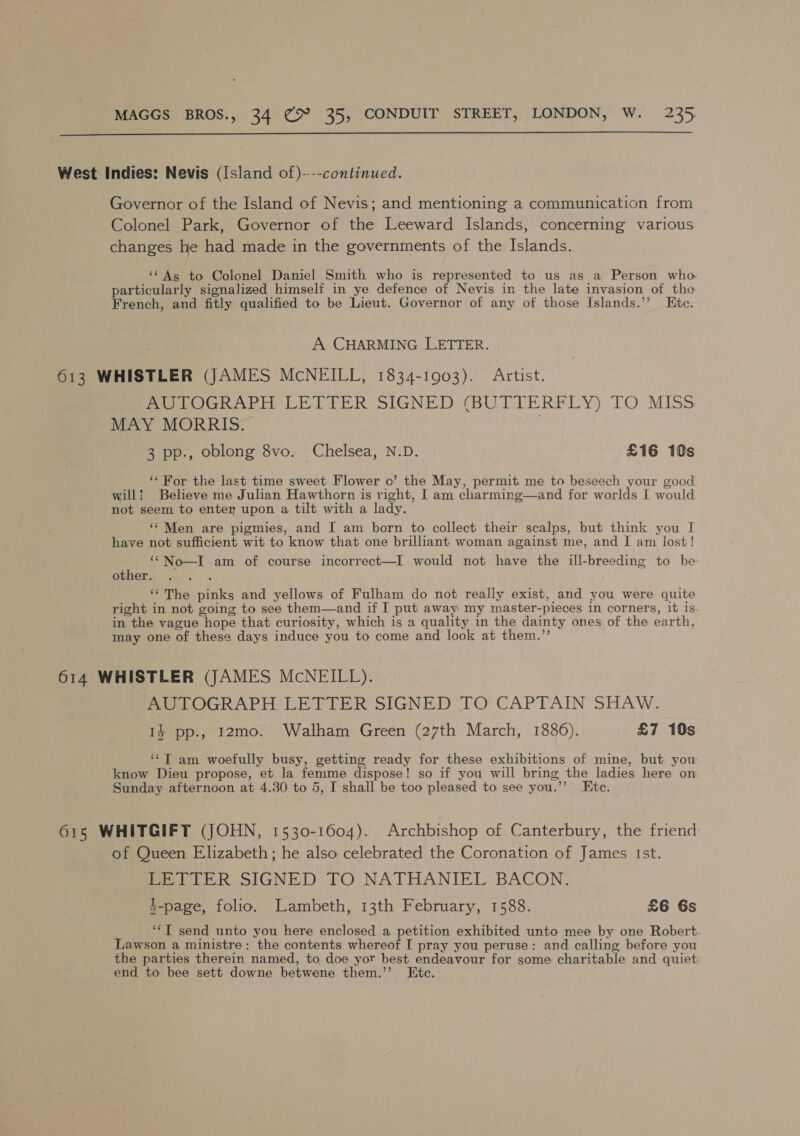 MAGGS BROS., 34 & 35, CONDUIT STREET, LONDON, W. 235
West Indies: Nevis (Island of)---continued.
Governor of the Island of Nevis; and mentioning a communication from
Colonel Park, Governor of the Leeward Islands, concerning various
changes he had made in the governments of the Islands.
“As to Colonel Daniel Smith who is represented to us as a Person who
particularly signalized himself in ye defence of Nevis in the late invasion of the
French, and fitly qualified to be Lieut. Governor of any of those Islands.” Etc.
A CHARMING LETTER.
613 WHISTLER (JAMES McNEILL, 1834-1903). Artist.
AUTOGRAPH LETTER SIGNED (BUTTERFLY) TO MISS
MAY MORRIS.
3 pp., oblong 8vo. Chelsea, N.D. £16 10s
“For the last time sweet Flower o’ the May, permit me to beseech your good
will! Believe me Julian Hawthorn is right, I am charming—and for worlds I would
not seem to enter upon a tilt with a lady.
“Men are pigmies, and I am born to collect their scalps, but think you I
have not sufficient wit to know that one brilliant woman against me, and I am lost!
“No—I am of course incorrect—I would not have the ill-breeding to be
other. . . .
“The pinks and yellows of Fulham do not really exist, and you were quite
right in not going to see them—and if I put away my master-pieces in corners, it is
in the vague hope that curiosity, which is a quality in the dainty ones of the earth,
may one of these days induce you to come and look at them.”
614 WHISTLER (JAMES McNEILL).
AUTOGRAPH LETTER SIGNED TO CAPTAIN SHAW.
1½ pp., 12mo. Walham Green (27th March, 1886). £7 10s
“I am woefully busy, getting ready for these exhibitions of mine, but you
know Dieu propose, et la femme dispose! so if you will bring the ladies here on
Sunday afternoon at 4.30 to 5, I shall be too pleased to see you.” Etc.
615 WHITGIFT (JOHN, 1530-1604). Archbishop of Canterbury, the friend
of Queen Elizabeth; he also celebrated the Coronation of James 1st.
LETTER SIGNED TO NATHANIEL BACON.
½-page, folio. Lambeth, 13th February, 1588. £6 6s
“I send unto you here enclosed a petition exhibited unto mee by one Robert
Lawson a ministre: the contents whereof I pray you peruse: and calling before you
the parties therein named, to doe yor best endeavour for some charitable and quiet
end to bee sett downe betwene them.” Etc.